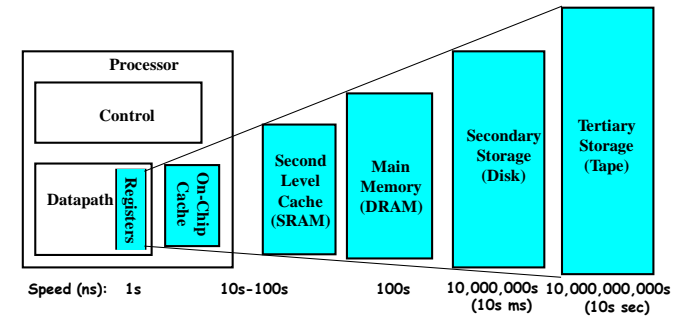 Processor
Control
Datapath
Registers
On-Chip
Cache
Second
Level
Cache
(SRAM)
Main
Memory
(DRAM)
Secondary
Storage
(Disk)
Tertiary
Storage
(Tape)
Speed (ns): 1s 10s-100s 100s 10,000,000s 10,000,000,000s
(10s ms) (10s sec)